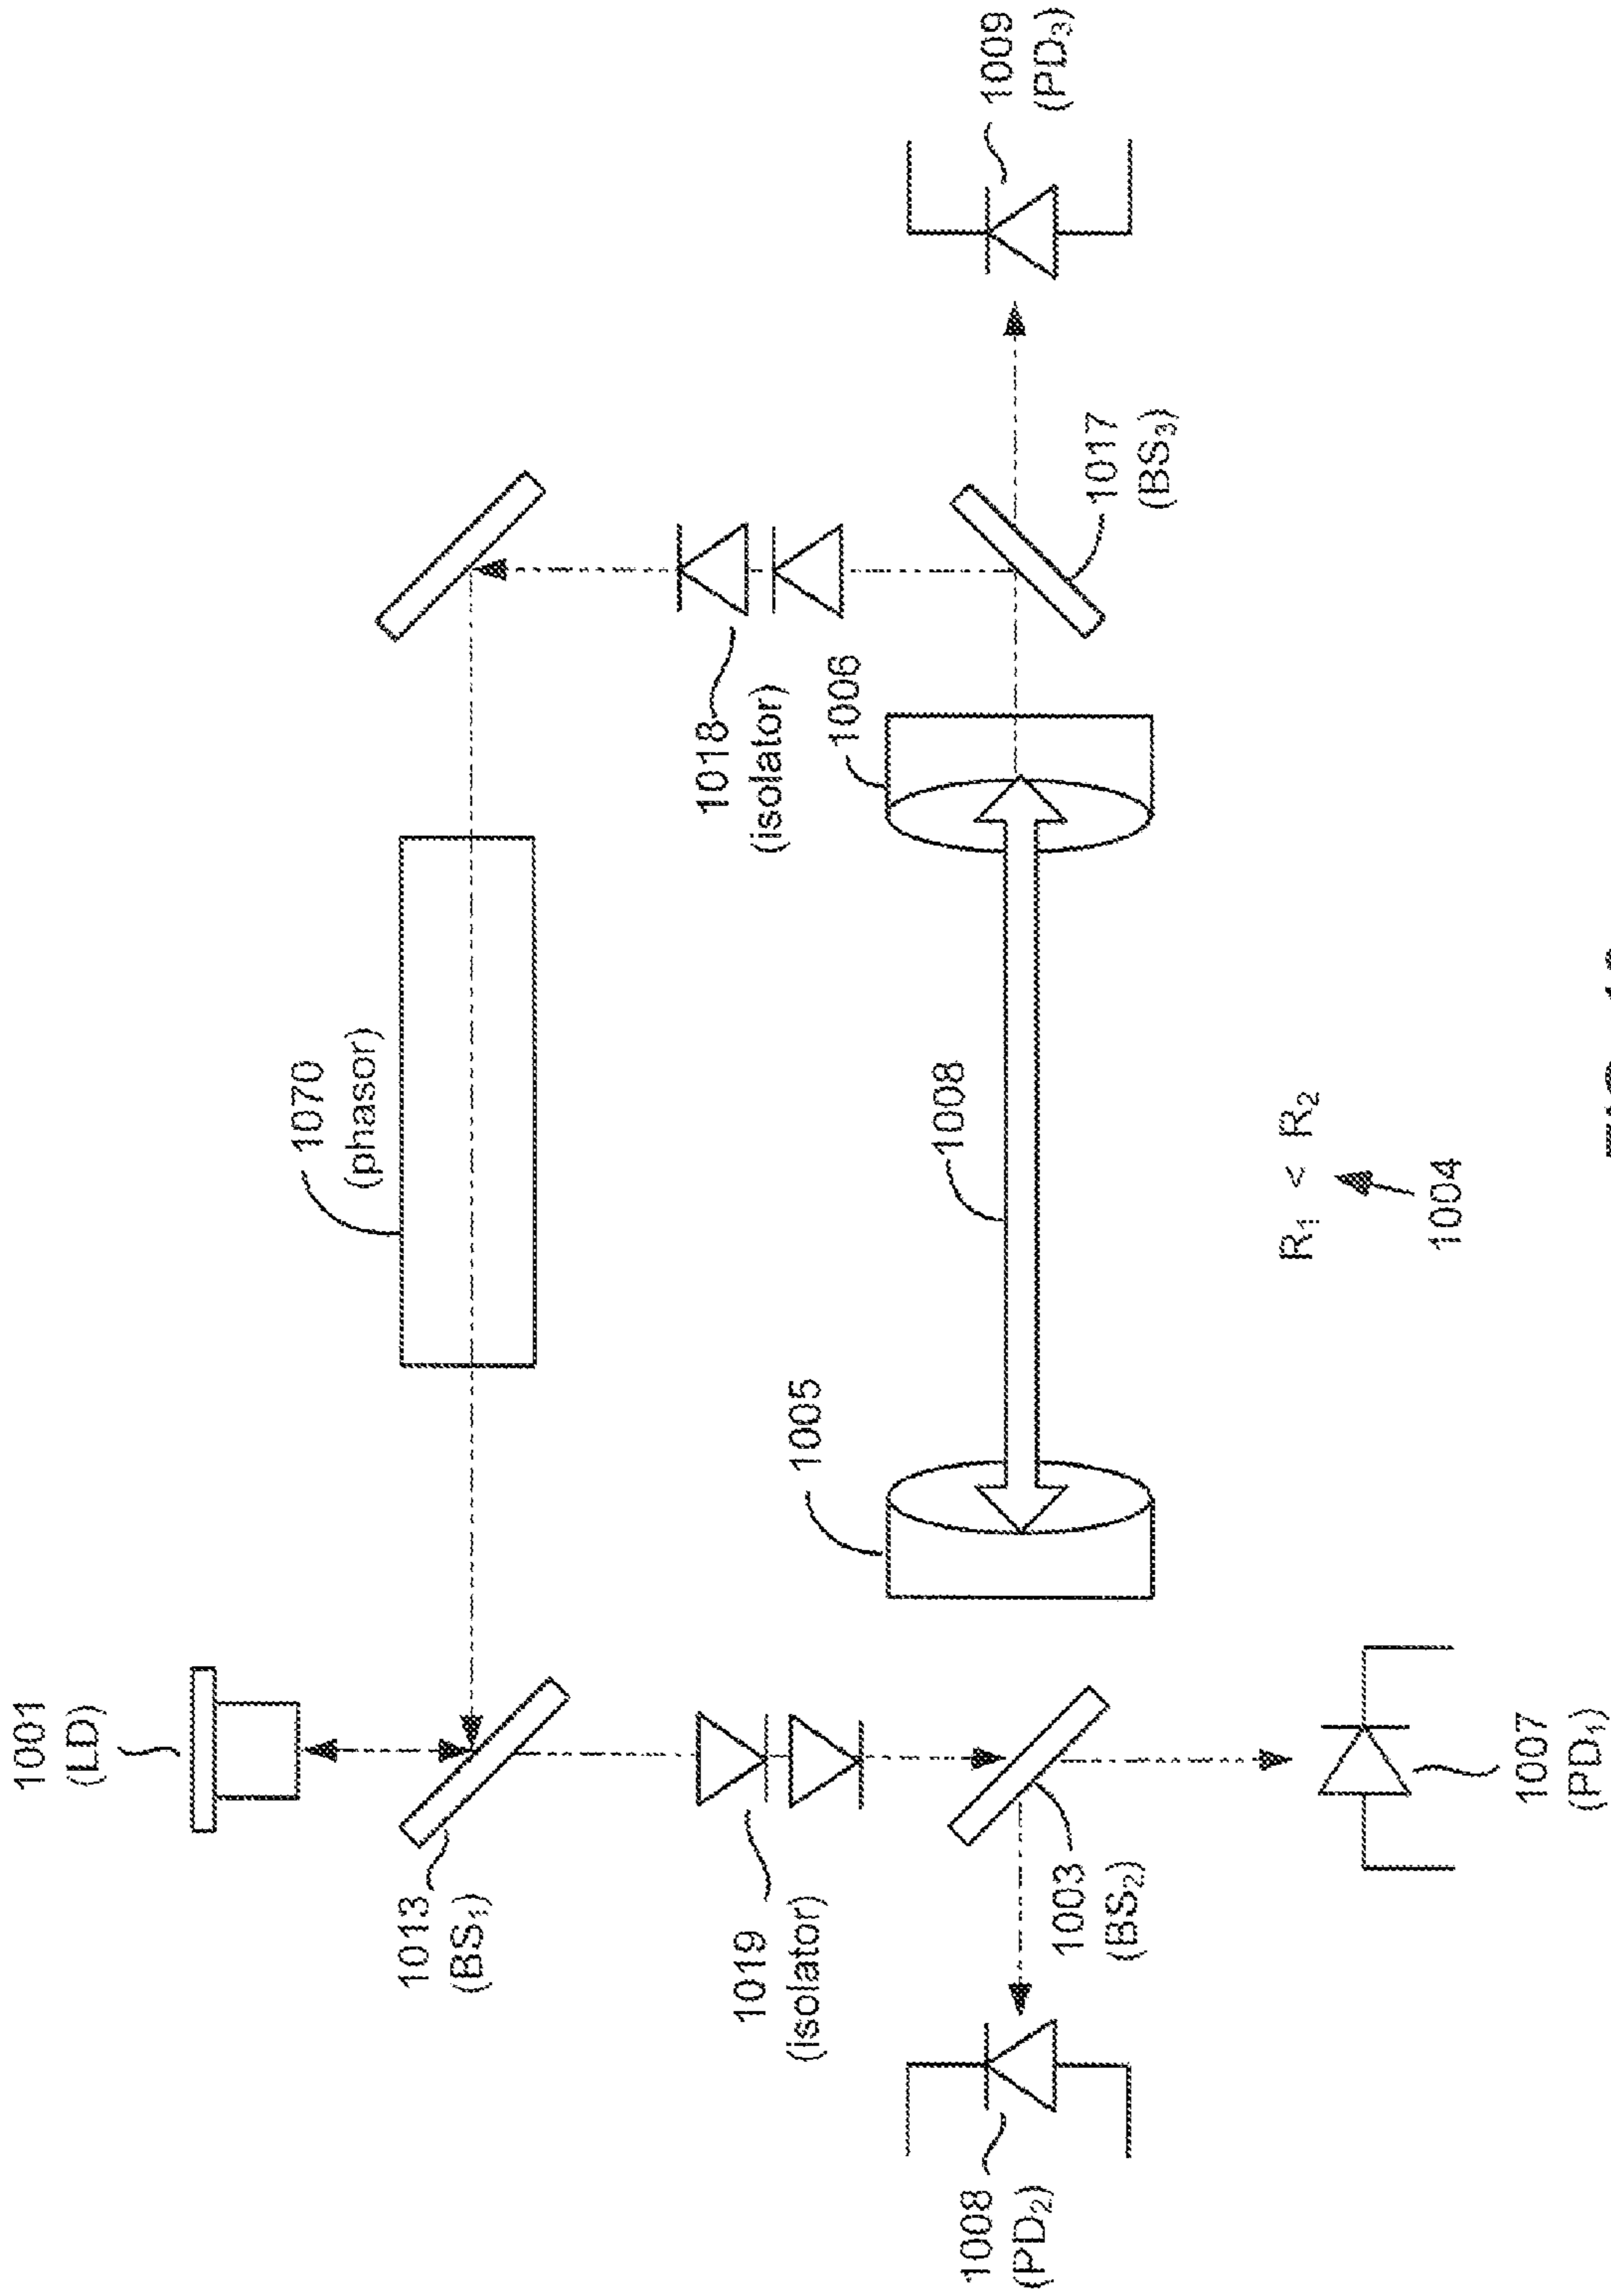 1001
(LD)
1013
(BS₁)
1070
(phasor)
1019
(isolator)
1018
(isolator)
1005
1006
1008
1008
(PD₂)
1003
(BS₂)
1017
(BS₃)
1009
(PD₃)
1007
(PD₁)
R₁ < R₂
1004